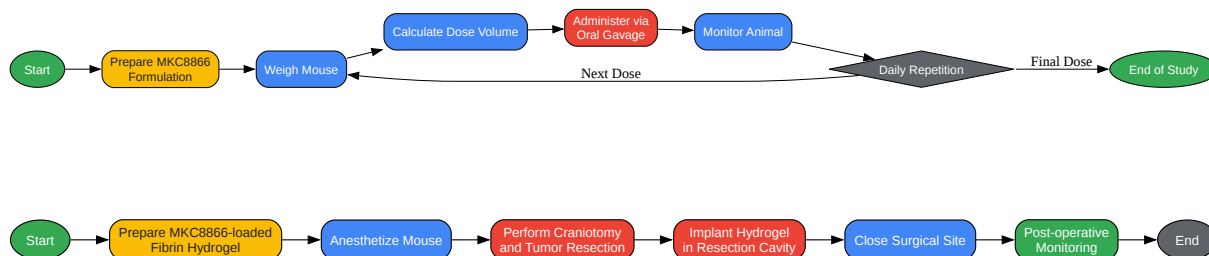 Start
Prepare MKC8866
Formulation
Weigh Mouse
Calculate Dose Volume
Administer via
Oral Gavage
Monitor Animal
Daily Repetition
Next Dose
Final Dose
End of Study
Start
Prepare MKC8866-loaded
Fibrin Hydrogel
Anesthetize Mouse
Perform Craniotomy
and Tumor Resection
Implant Hydrogel
in Resection Cavity
Close Surgical Site
Post-operative
Monitoring
End